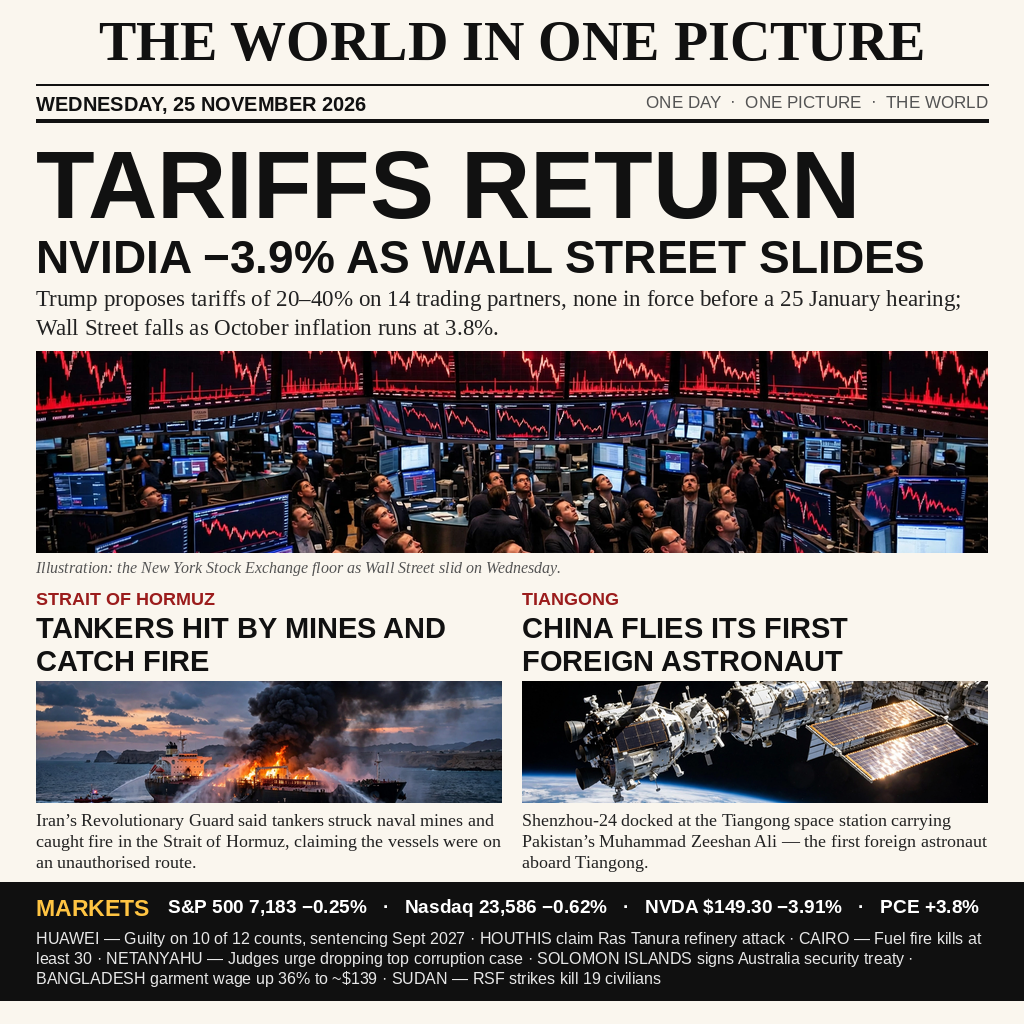 THE WORLD IN ONE PICTURE
WEDNESDAY, 25 NOVEMBER 2026
ONE DAY · ONE PICTURE · THE WORLD
TARIFFS RETURN
NVIDIA −3.9% AS WALL STREET SLIDES
Trump proposes tariffs of 20–40% on 14 trading partners, none in force before a 25 January hearing;
Wall Street falls as October inflation runs at 3.8%.
Illustration: the New York Stock Exchange floor as Wall Street slid on Wednesday.
STRAIT OF HORMUZ
TANKERS HIT BY MINES AND
CATCH FIRE
Iran’s Revolutionary Guard said tankers struck naval mines and
caught fire in the Strait of Hormuz, claiming the vessels were on
an unauthorised route.
TIANGONG
CHINA FLIES ITS FIRST
FOREIGN ASTRONAUT
Shenzhou-24 docked at the Tiangong space station carrying
Pakistan’s Muhammad Zeeshan Ali — the first foreign astronaut
aboard Tiangong.
MARKETS S&P 500 7,183 −0.25% · Nasdaq 23,586 −0.62% · NVDA $149.30 −3.91% · PCE +3.8%
HUAWEI — Guilty on 10 of 12 counts, sentencing Sept 2027 · HOUTHIS claim Ras Tanura refinery attack · CAIRO — Fuel fire kills at
least 30 · NETANYAHU — Judges urge dropping top corruption case · SOLOMON ISLANDS signs Australia security treaty ·
BANGLADESH garment wage up 36% to ~$139 · SUDAN — RSF strikes kill 19 civilians